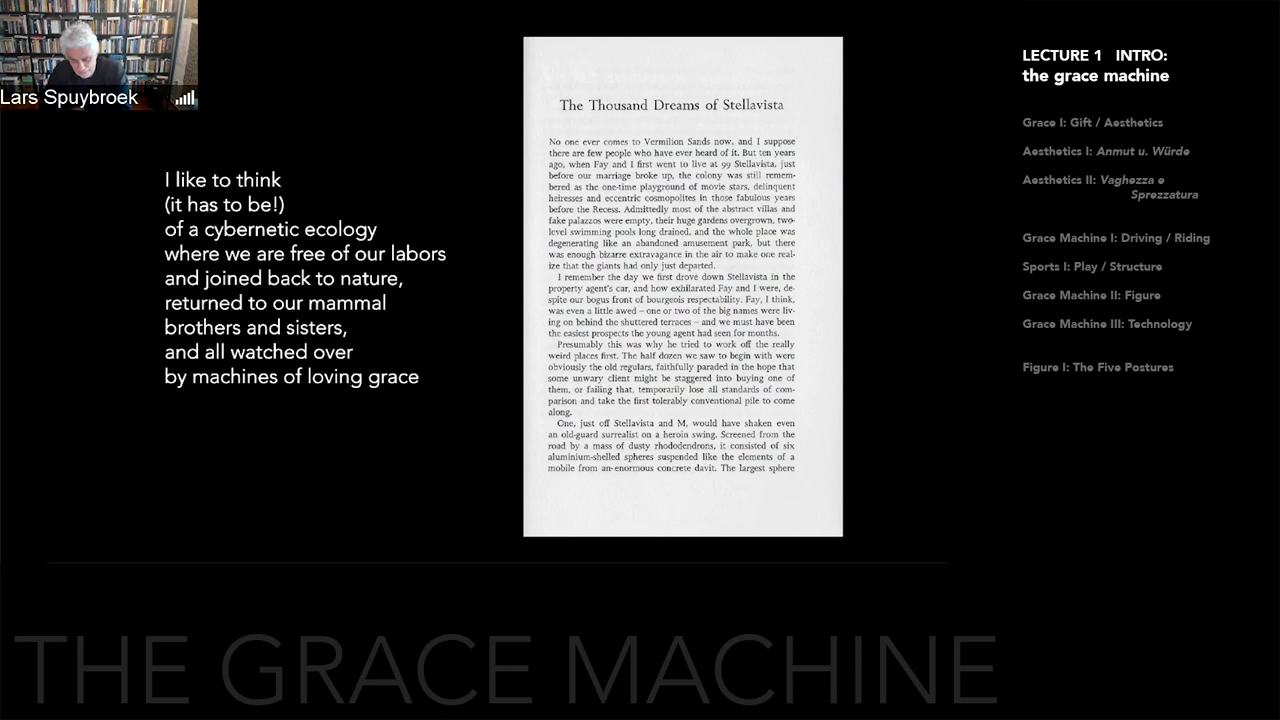 Lars Spuybroek
I like to think
(it has to be!)
of a cybernetic ecology
where we are free of our labors
and joined back to nature,
returned to our mammal
brothers and sisters,
and all watched over
by machines of loving grace
The Thousand Dreams of Stellavista
No one ever comes to Vermilion Sands now, and I suppose
there are few people who have ever heard of it. But ten years
ago, when Fay and I first went to live at 99 Stellavista, just
before our marriage broke up, the colony was still remem-
bered as the one-time playground of movie stars, delinquent
heiresses and eccentric cosmopolites in those fabulous years
before the Recess. Admittedly most of the abstract villas and
fake palazzos were empty, their huge gardens overgrown, two-
level swimming pools long drained, and the whole place was
degenerating like an abandoned amusement park, but there
was enough bizarre extravagance in the air to make one real-
ize that the giants had only just departed.
I remember the day we first drove down Stellavista in the
property agent's car, and how exhilarated Fay and I were, de-
spite our bogus front of bourgeois respectability. Fay, I think,
was even a little awed – one or two of the big names were liv-
ing on behind the shuttered terraces – and we must have been
the easiest prospects the young agent had seen for months.
Presumably this was why he tried to work off the really
weird places first. The half dozen we saw to begin with were
obviously the old regulars, faithfully paraded in the hope that
some unwary client might be staggered into buying one of
them, or failing that, temporarily lose all standards of com-
parison and take the first tolerably conventional pile to come
along.
One, just off Stellavista and M, would have shaken even
an old-guard surrealist on a heroin swing. Screened from the
road by a mass of dusty rhododendrons, it consisted of six
aluminium-shelled spheres suspended like the elements of a
mobile from an enormous concrete davit. The largest sphere
LECTURE 1 INTRO:
the grace machine
Grace I: Gift / Aesthetics
Aesthetics I: Anmut u. Würde
Aesthetics II: Vaghezza e
Sprezzatura
Grace Machine I: Driving / Riding
Sports I: Play / Structure
Grace Machine II: Figure
Grace Machine III: Technology
Figure I: The Five Postures
THE GRACE MACHINE